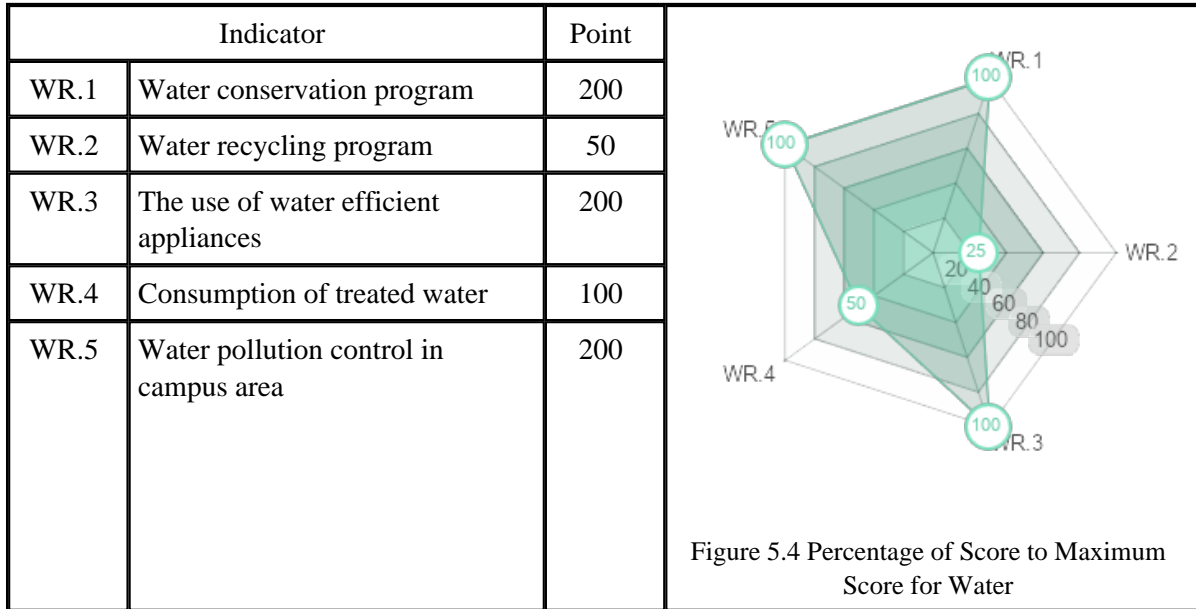 Indicator Point
WR.1 Water conservation program 200
WR.2 Water recycling program 50
WR.3 The use of water efficient
appliances 200
WR.4 Consumption of treated water 100
WR.5 Water pollution control in
campus area 200
WR.1
100
WR.5
100
25
WR.2
20
40
60
80
100
50
WR.4
100
WR.3
Figure 5.4 Percentage of Score to Maximum
Score for Water